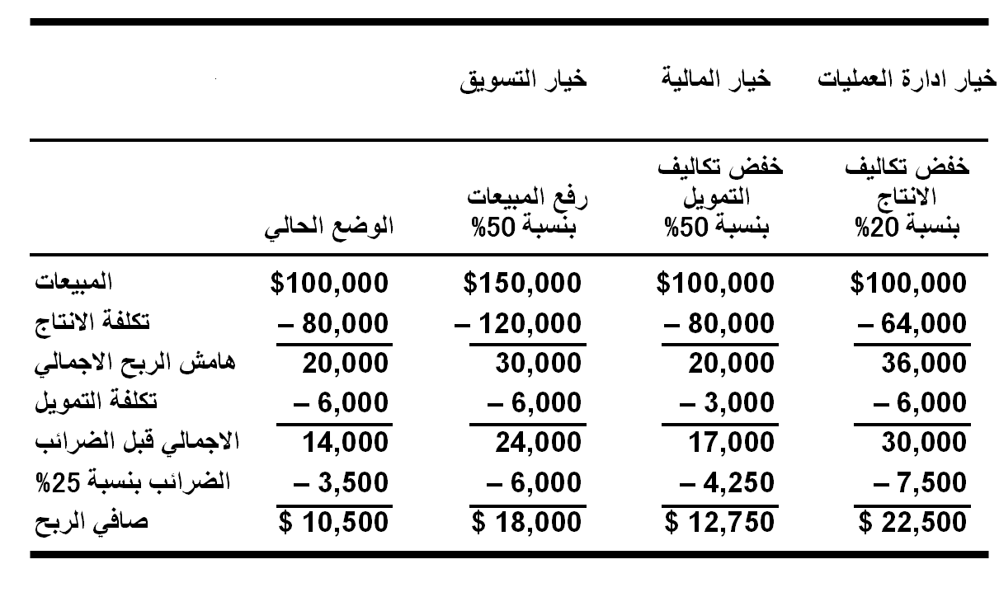 خيار التسويق خيار المالية خيار ادارة العمليات
خفض تكاليف خفض تكاليف
رفع المبيعات التمويل الانتاج
الوضع الحالي بنسبة 50% بنسبة 50% بنسبة 20%
المبيعات $100,000 $150,000 $100,000 $100,000
تكلفة الانتاج – 80,000 – 120,000 – 80,000 – 64,000
هامش الربح الاجمالي 20,000 30,000 20,000 36,000
تكلفة التمويل – 6,000 – 6,000 – 3,000 – 6,000
الاجمالي قبل الضرائب 14,000 24,000 17,000 30,000
الضرائب بنسبة 25% – 3,500 – 6,000 – 4,250 – 7,500
صافي الربح $ 10,500 $ 18,000 $ 12,750 $ 22,500